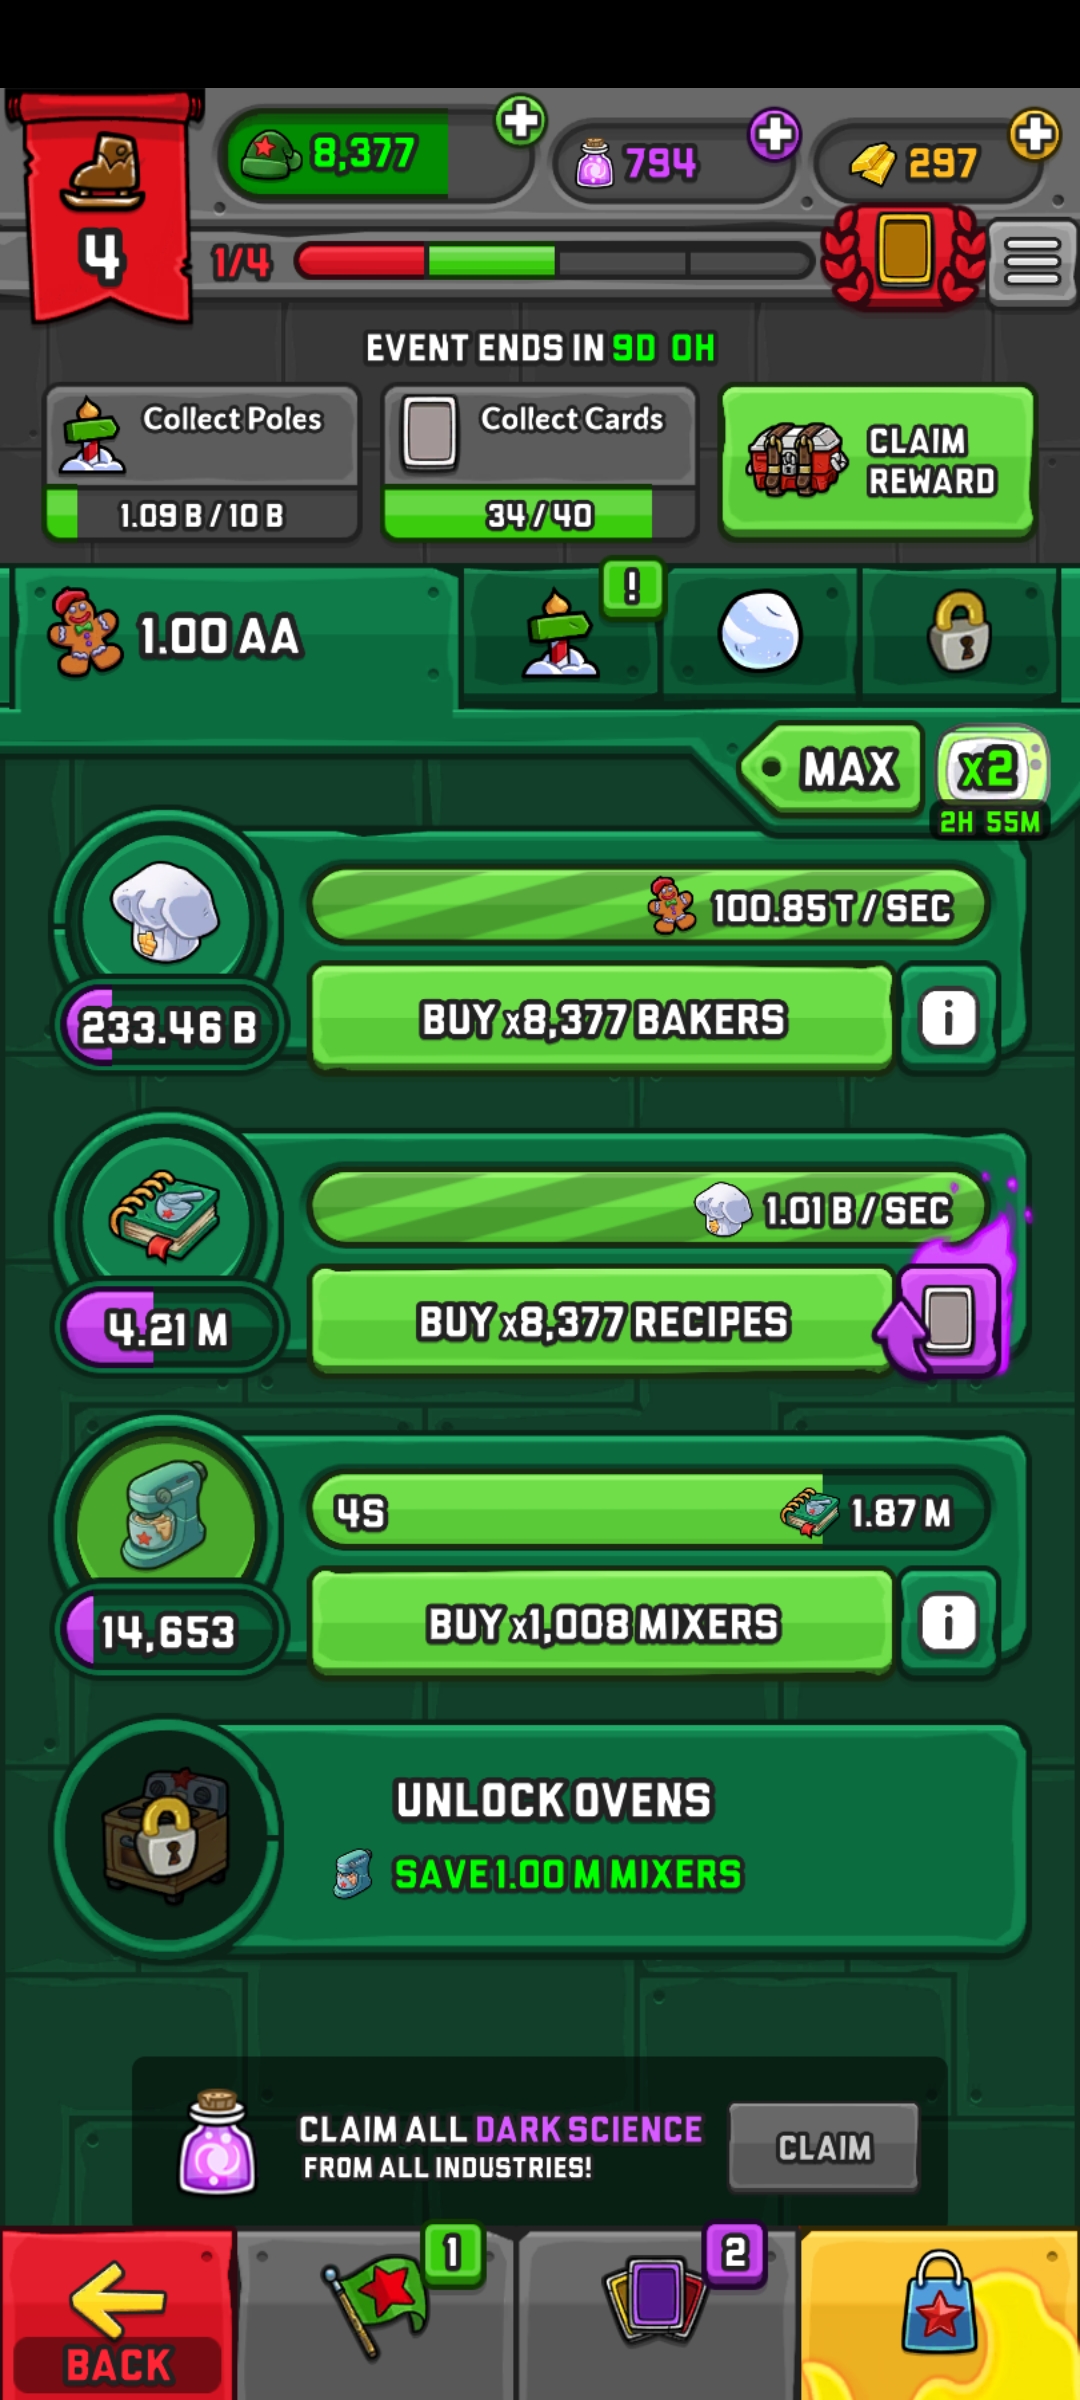 8,377
794
297
4
1/4
EVENT ENDS IN 9D 0H
Collect Poles
1.09 B / 10 B
Collect Cards
34 / 40
CLAIM
REWARD
1.00 AA
!
MAX
x2
2H 55M
100.85 T / SEC
233.46 B
BUY x8,377 BAKERS
i
1.01 B / SEC
4.21 M
BUY x8,377 RECIPES
4S
1.87 M
14,653
BUY x1,008 MIXERS
i
UNLOCK OVENS
SAVE 1.00 M MIXERS
CLAIM ALL DARK SCIENCE
FROM ALL INDUSTRIES!
CLAIM
1
2
BACK